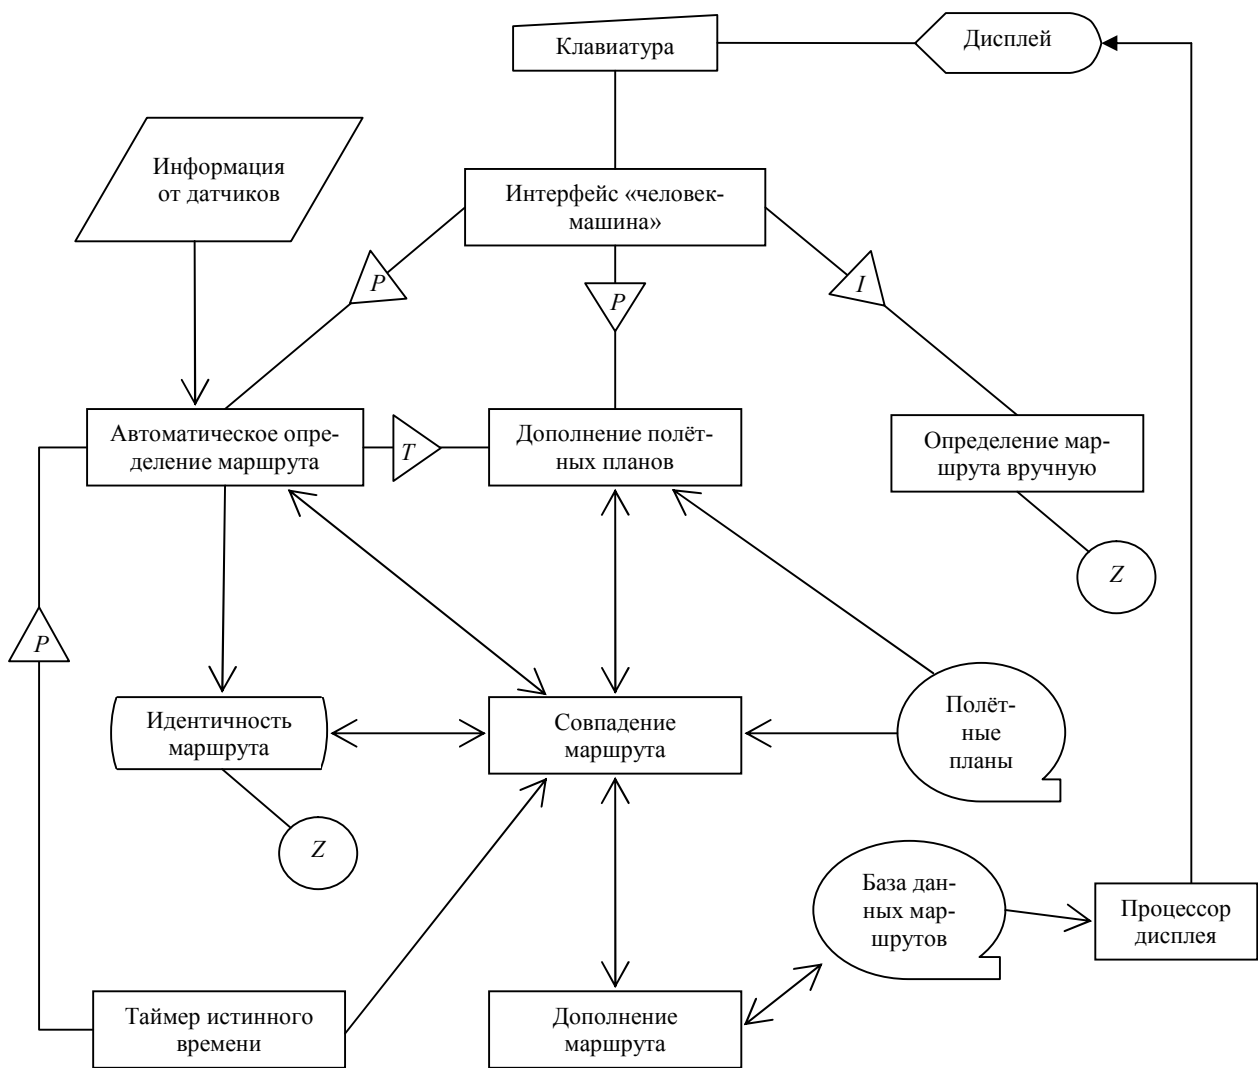 Клавиатура
Дисплей
Информация
от датчиков
Интерфейс «человек-
машина»
P
P
I
Автоматическое опре-
деление маршрута
T
Дополнение полёт-
ных планов
Определение мар-
шрута вручную
Z
P
Идентичность
маршрута
Совпадение
маршрута
Полёт-
ные
планы
Z
База дан-
ных мар-
шрутов
Процессор
дисплея
Таймер истинного
времени
Дополнение
маршрута